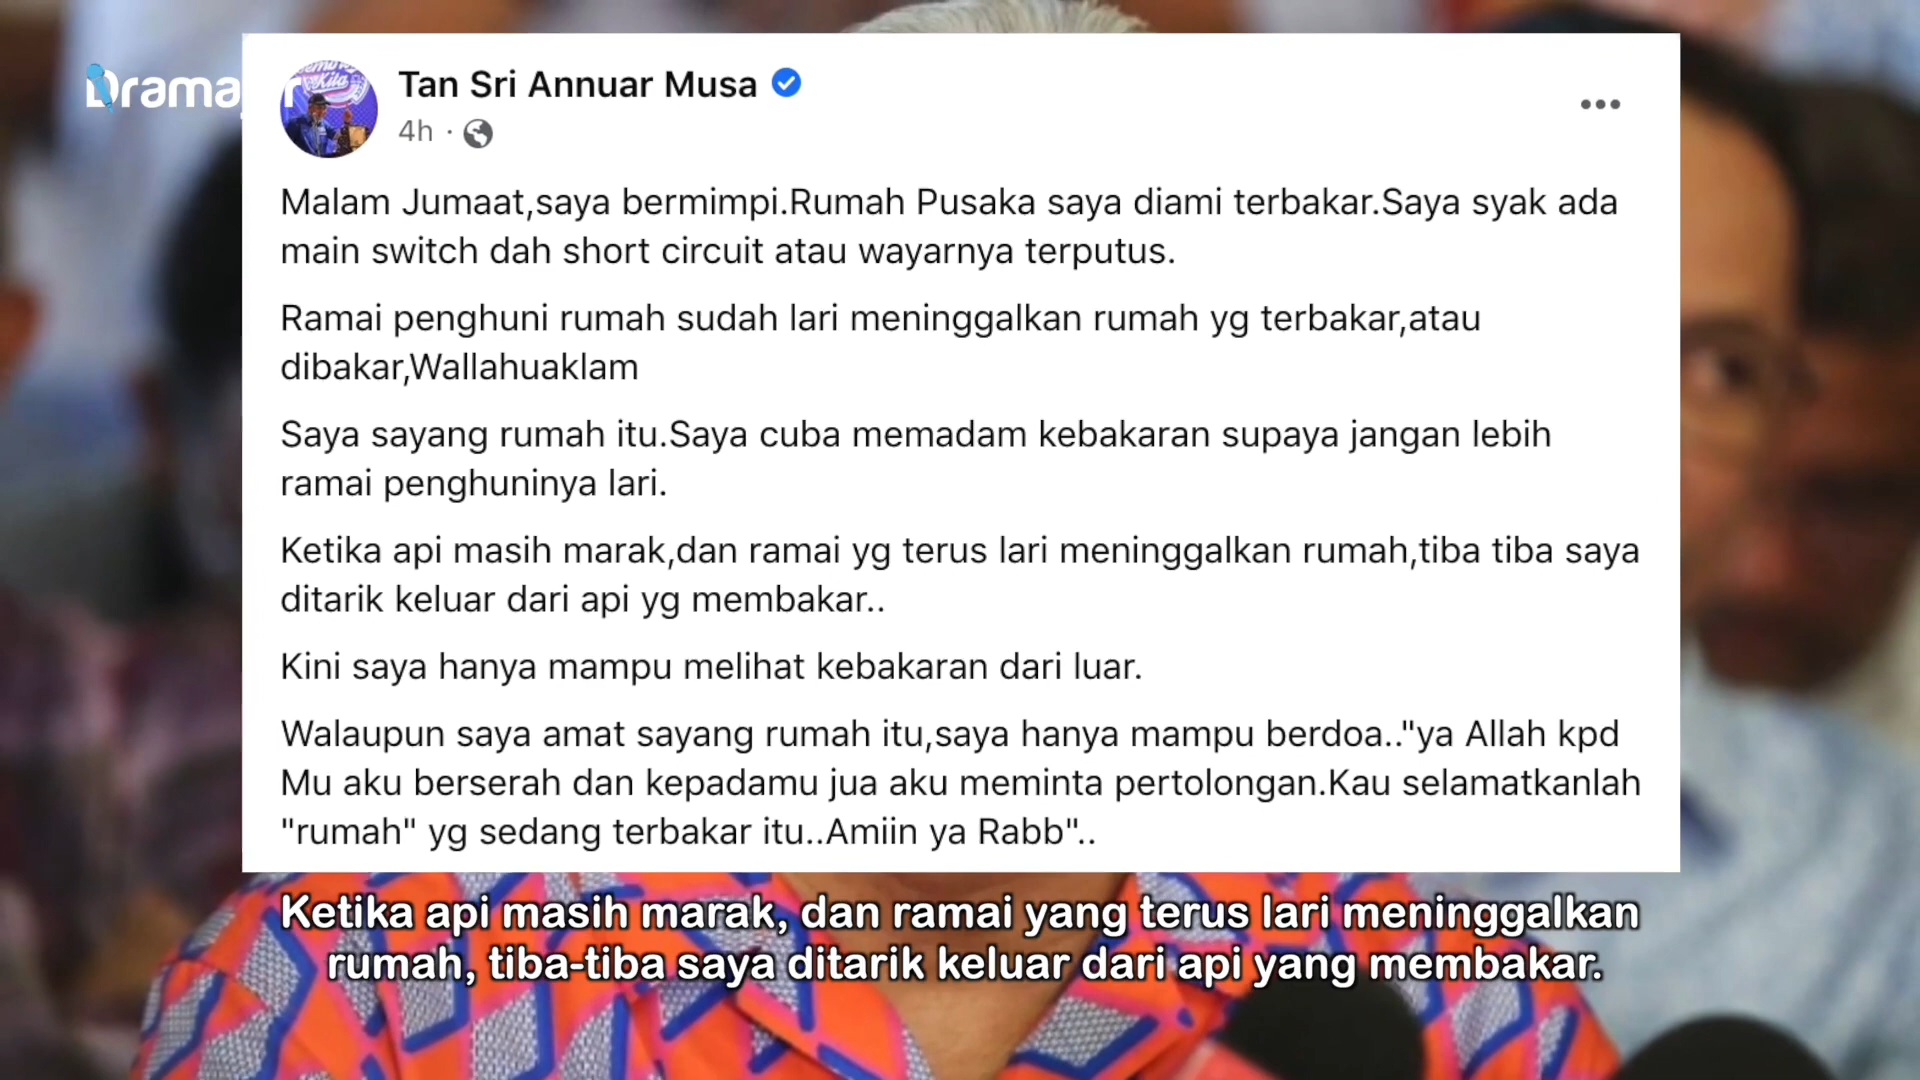 Tan Sri Annuar Musa
4h ·
Malam Jumaat,saya bermimpi.Rumah Pusaka saya diami terbakar.Saya syak ada
main switch dah short circuit atau wayarnya terputus.
Ramai penghuni rumah sudah lari meninggalkan rumah yg terbakar,atau
dibakar,Wallahuaklam
Saya sayang rumah itu.Saya cuba memadam kebakaran supaya jangan lebih
ramai penghuninya lari.
Ketika api masih marak,dan ramai yg terus lari meninggalkan rumah,tiba tiba saya
ditarik keluar dari api yg membakar..
Kini saya hanya mampu melihat kebakaran dari luar.
Walaupun saya amat sayang rumah itu,saya hanya mampu berdoa.."ya Allah kpd
Mu aku berserah dan kepadamu jua aku meminta pertolongan.Kau selamatkanlah
"rumah" yg sedang terbakar itu..Amiin ya Rabb"..
Ketika api masih marak, dan ramai yang terus lari meninggalkan
rumah, tiba-tiba saya ditarik keluar dari api yang membakar.